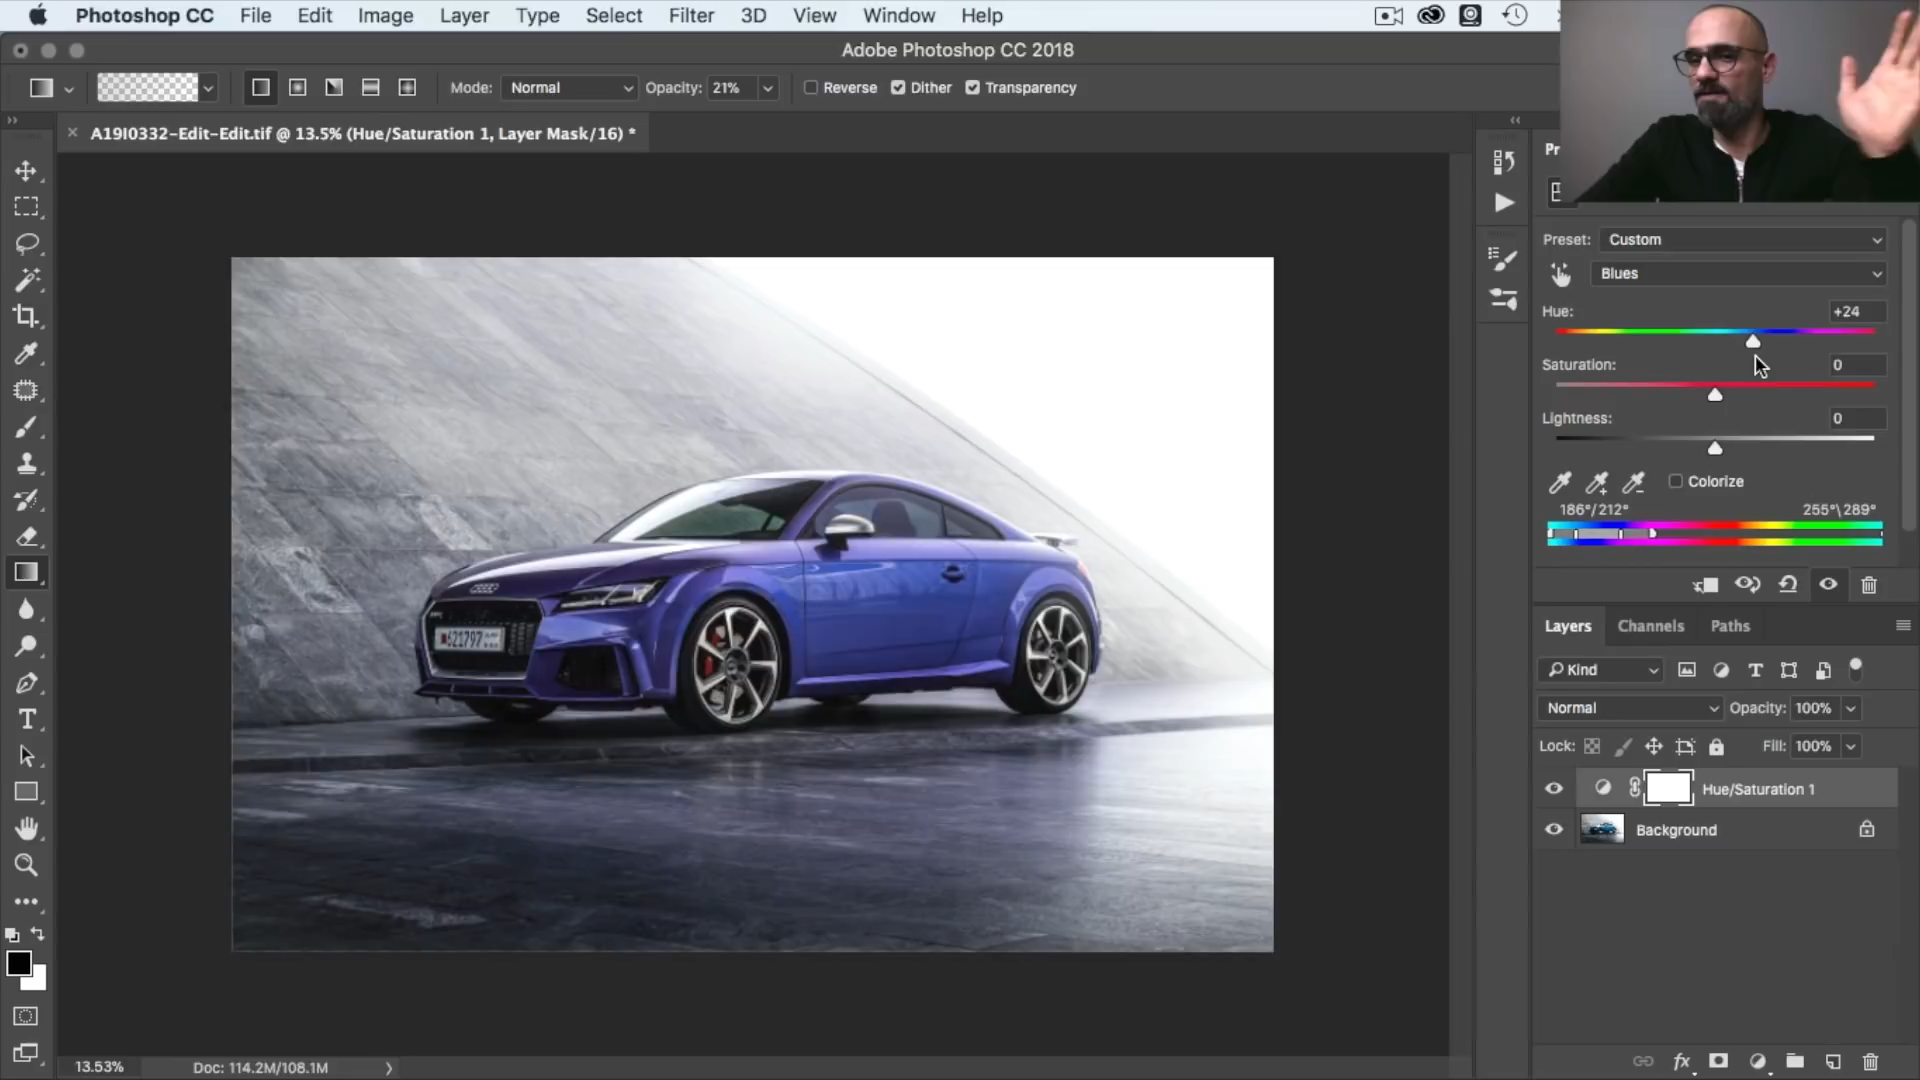 Photoshop CC File Edit Image Layer Type Select Filter 3D View Window Help
Adobe Photoshop CC 2018
Mode: Normal Opacity: 21% Reverse Dither Transparency
A19I0332-Edit-Edit.tif @ 13.5% (Hue/Saturation 1, Layer Mask/16) *
Pr
Preset: Custom
Blues
Hue: +24
Saturation: 0
Lightness: 0
Colorize
186°/212° 255°\289°
621797
Layers Channels Paths
Kind
Normal Opacity: 100%
Lock: Fill: 100%
Hue/Saturation 1
Background
13.53% Doc: 114.2M/108.1M